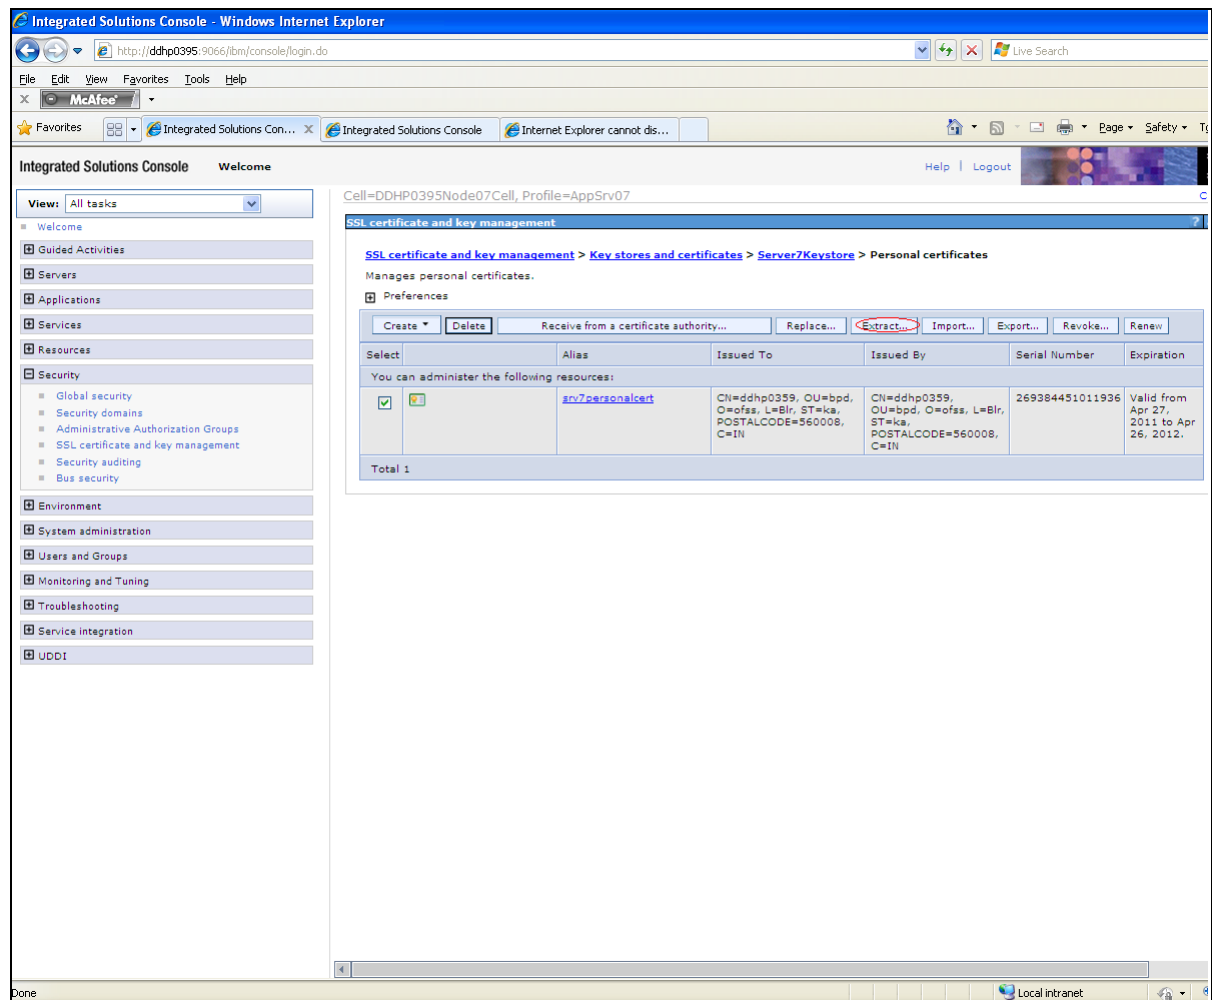 Integrated Solutions Console - Windows Internet Explorer
http://ddhp0395:9066/ibm/console/login.do
Live Search
File Edit View Favorites Tools Help
x McAfee
Favorites
Integrated Solutions Con... X
Integrated Solutions Console
Internet Explorer cannot dis...
Page
Safety
Integrated Solutions Console Welcome
Help | Logout
View: All tasks
Welcome
Guided Activities
Servers
Applications
Services
Resources
Security
Global security
Security domains
Administrative Authorization Groups
SSL certificate and key management
Security auditing
Bus security
Environment
System administration
Users and Groups
Monitoring and Tuning
Troubleshooting
Service integration
UDDI
Cell=DDHP0395Node07Cell, Profile=AppSrv07
SSL certificate and key management
?
SSL certificate and key management > Key stores and certificates > Server7Keystore > Personal certificates
Manages personal certificates.
Preferences
Create Delete Receive from a certificate authority... Replace... Extract... Import... Export... Revoke... Renew
Select Alias Issued To Issued By Serial Number Expiration
You can administer the following resources:
srv7personalcert
CN=ddhp0359, OU=bpd,
O=ofss, L=Blr, ST=ka,
POSTALCODE=560008,
C=IN
CN=ddhp0359,
OU=bpd, O=ofss, L=Blr,
ST=ka,
POSTALCODE=560008,
C=IN
269384451011936
Valid from
Apr 27,
2011 to Apr
26, 2012.
Total 1
Done
Local intranet